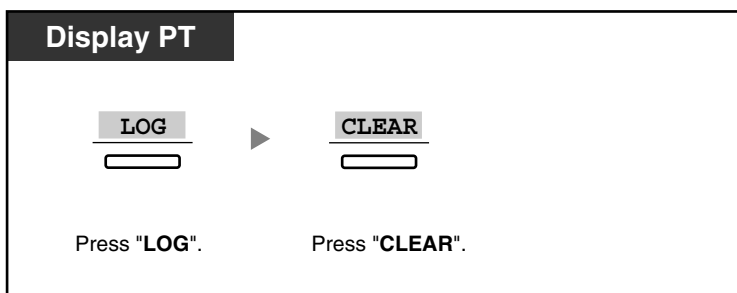 Display PT
LOG
CLEAR
Press "LOG".
Press "CLEAR".